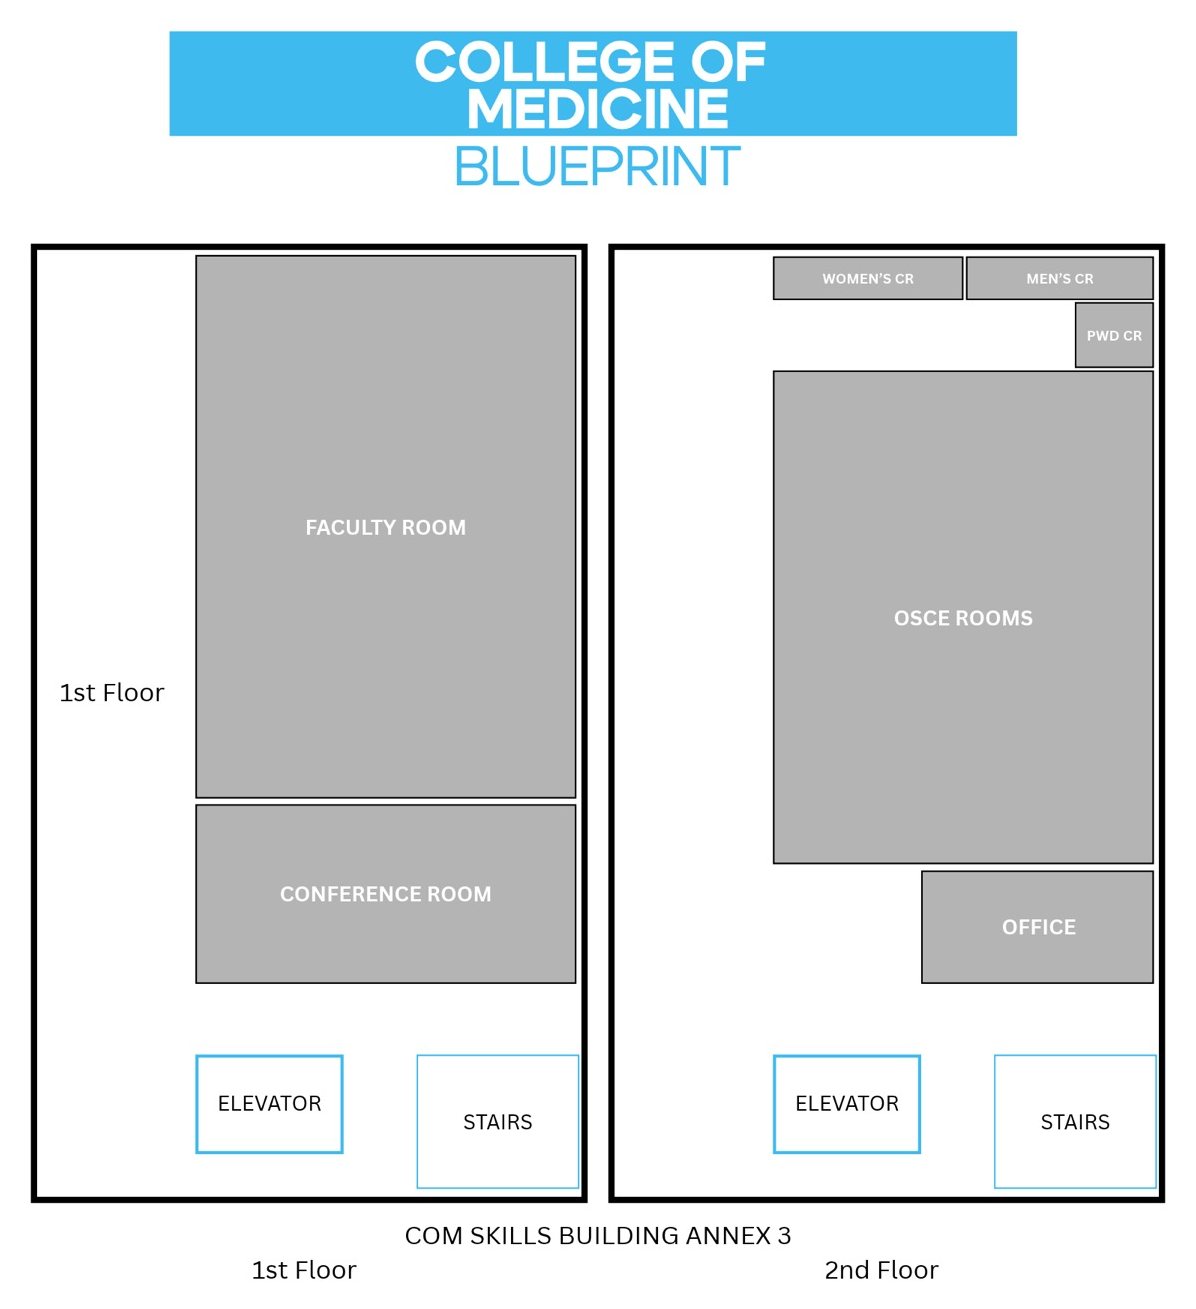 COLLEGE OF
MEDICINE
BLUEPRINT
FACULTY ROOM
1st Floor
CONFERENCE ROOM
ELEVATOR
STAIRS
WOMEN'S CR
MEN'S CR
PWD CR
OSCE ROOMS
OFFICE
ELEVATOR
STAIRS
COM SKILLS BUILDING ANNEX 3
1st Floor
2nd Floor